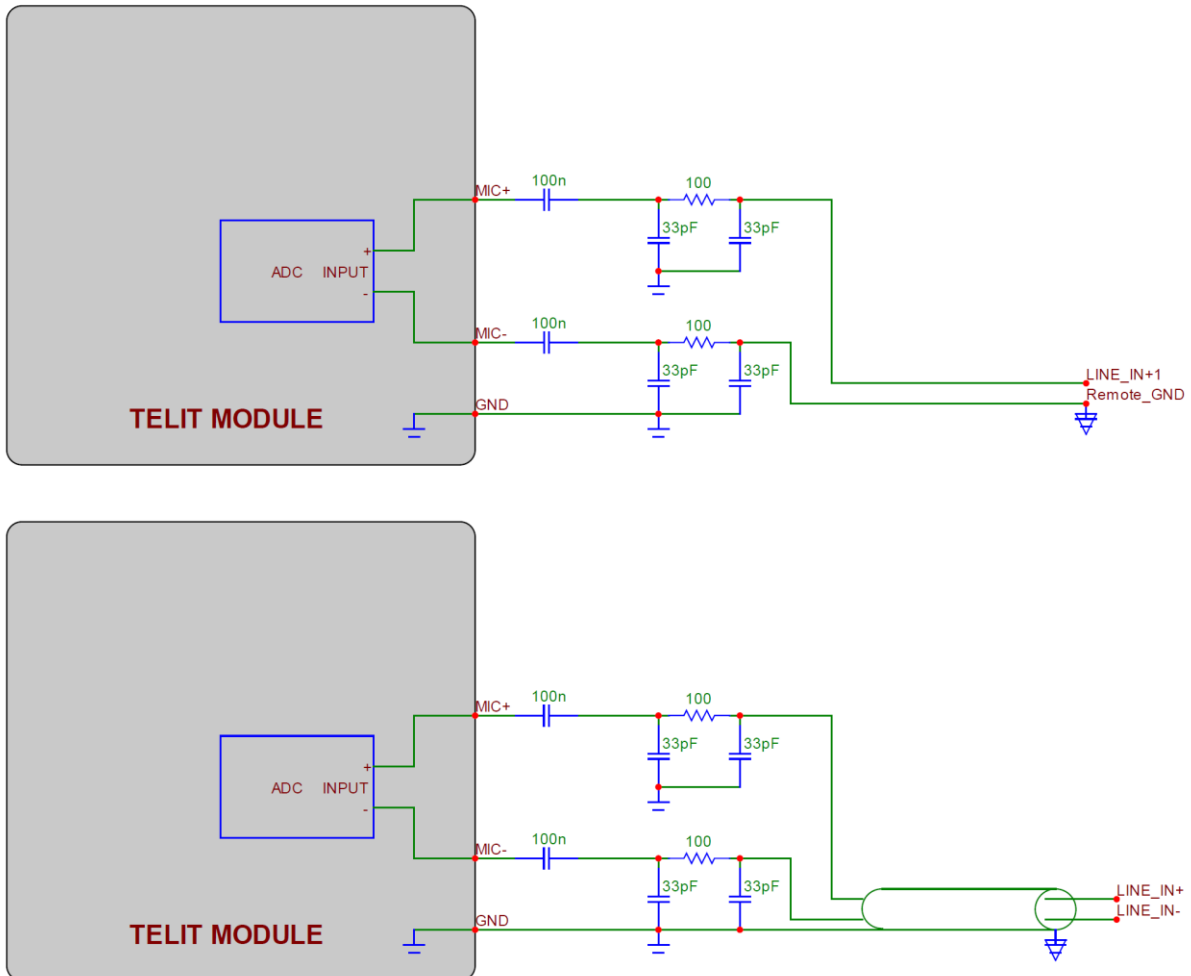 MIC+
100n
100
33pF
33pF
+
ADC INPUT
-
MIC-
100n
100
33pF
33pF
LINE_IN+1
Remote_GND
GND
TELIT MODULE
MIC+
100n
100
33pF
33pF
+
ADC INPUT
-
MIC-
100n
100
33pF
33pF
LINE_IN+
LINE_IN-
GND
TELIT MODULE